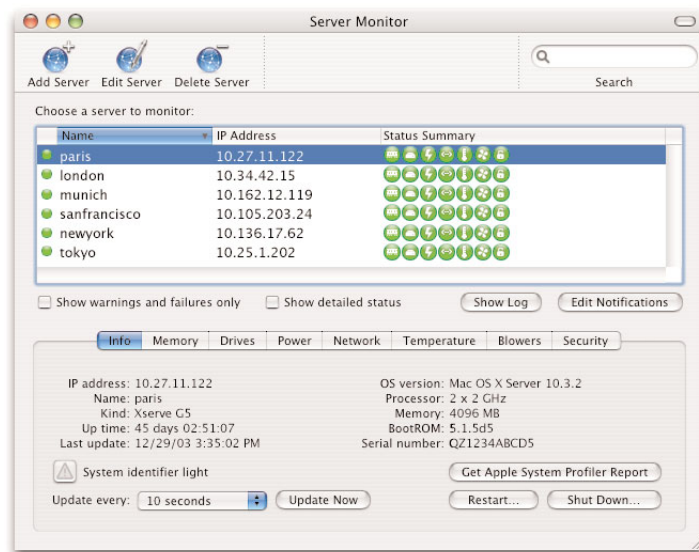 Server Monitor
Add Server Edit Server Delete Server Search
Choose a server to monitor:
Name IP Address Status Summary
paris 10.27.11.122
london 10.34.42.15
munich 10.162.12.119
sanfrancisco 10.105.203.24
newyork 10.136.17.62
tokyo 10.25.1.202
Show warnings and failures only Show detailed status Show Log Edit Notifications
Info Memory Drives Power Network Temperature Blowers Security
IP address: 10.27.11.122 OS version: Mac OS X Server 10.3.2
Name: paris Processor: 2 x 2 GHz
Kind: Xserve G5 Memory: 4096 MB
Up time: 45 days 02:51:07 BootROM: 5.1.5d5
Last update: 12/29/03 3:35:02 PM Serial number: QZ1234ABCD5
System identifier light Get Apple System Profiler Report
Update every: 10 seconds Update Now Restart... Shut Down...